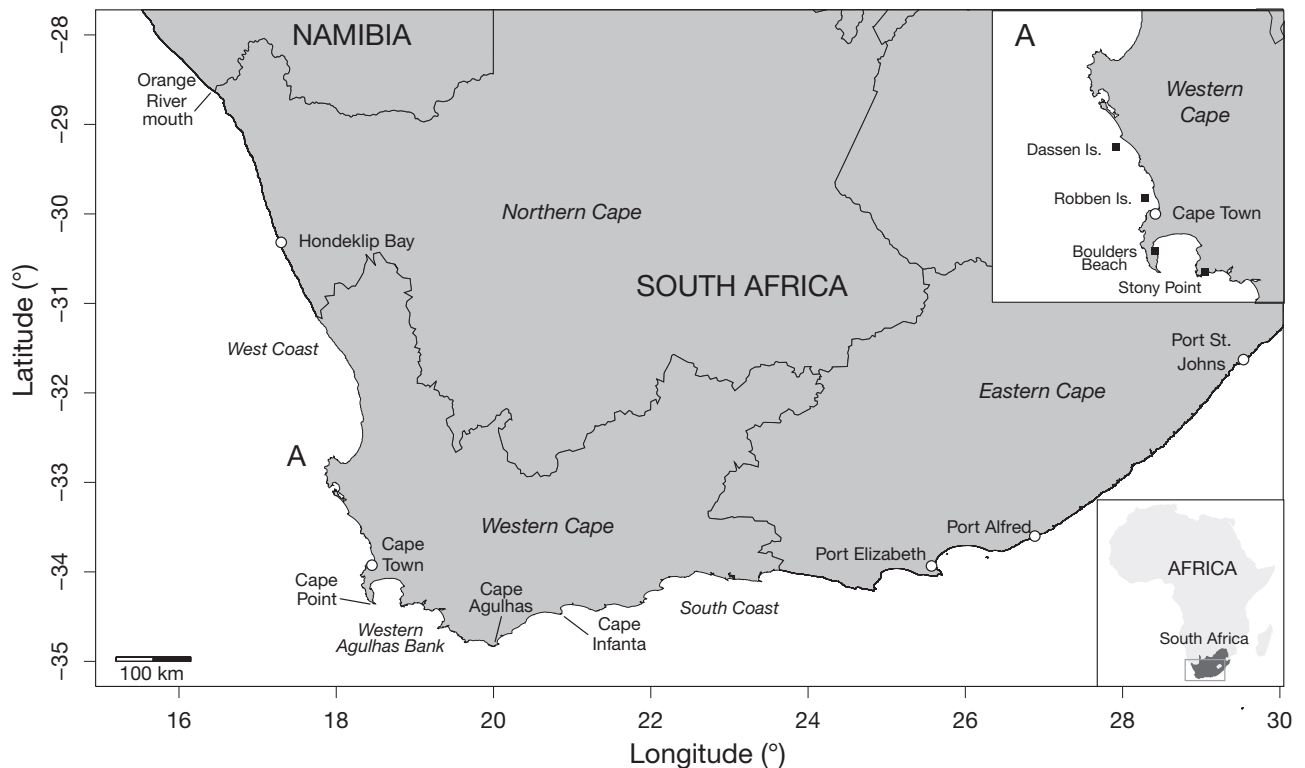 NAMIBIA
Orange
River
mouth
Northern Cape
Hondeklip Bay
SOUTH AFRICA
West Coast
A
Western Cape
Eastern Cape
Port St.
Johns
Port Alfred
Port Elizabeth
Cape
Town
Cape
Point
Cape
Agulhas
Western
Agulhas Bank
Cape
Infanta
South Coast
100 km
A
Western
Cape
Dassen Is.
Robben Is.
Cape Town
Boulders
Beach
Stony Point
AFRICA
South Africa
Latitude (°)
−28
−29
−30
−31
−32
−33
−34
−35
16 18 20 22 24 26 28 30
Longitude (°)